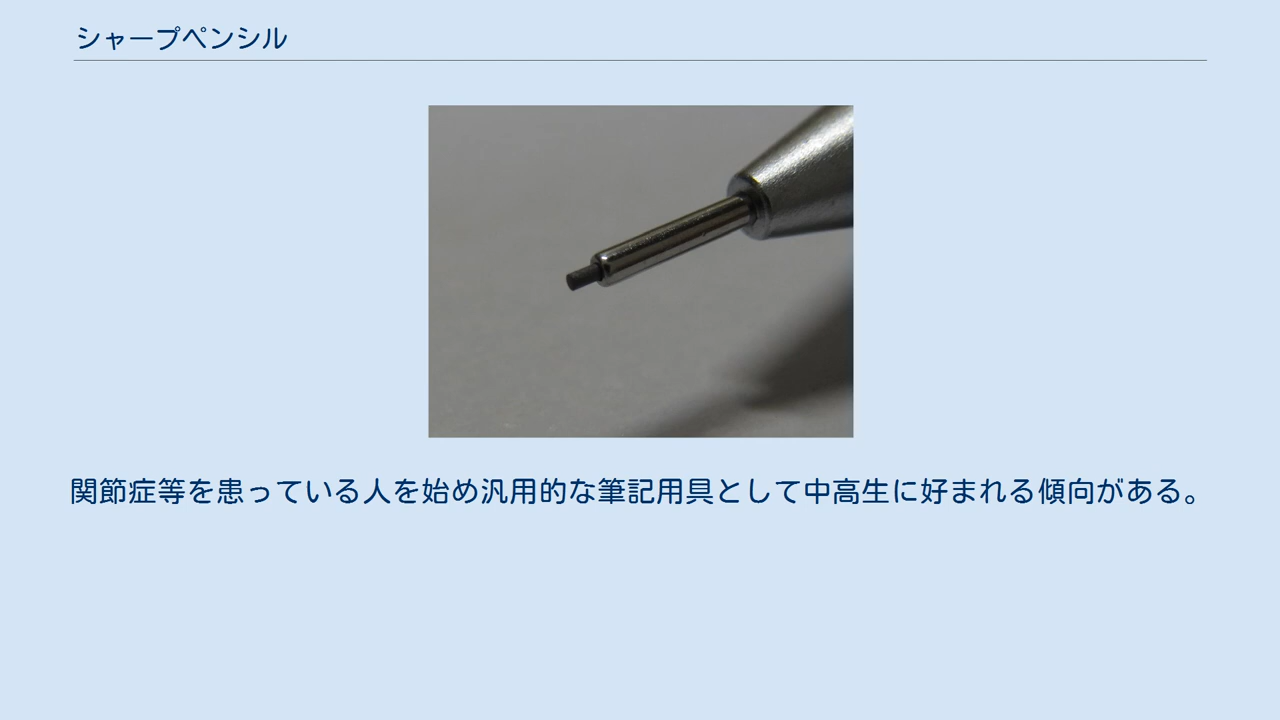 シャープペンシル
関節症等を患っている人を始め汎用的な筆記用具として中高生に好まれる傾向がある。